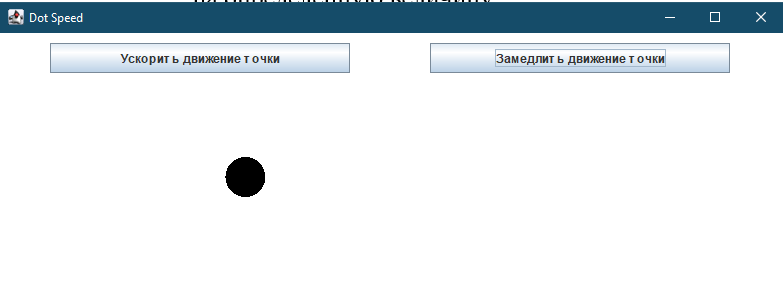 Dot Speed
Ускорить движение точки
Замедлить движение точки